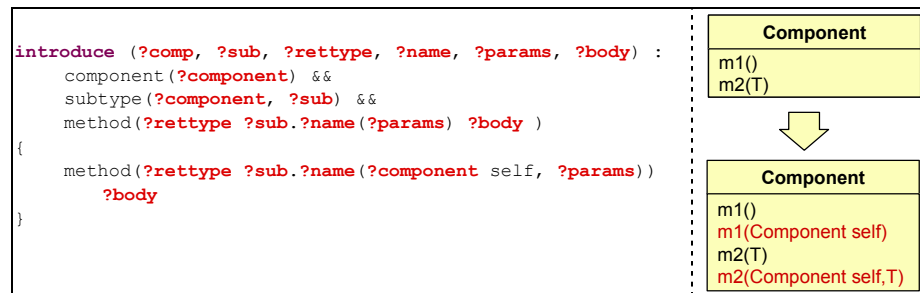 introduce (?comp, ?sub, ?rettype, ?name, ?params, ?body) :
component(?component) &&
subtype(?component, ?sub) &&
method(?rettype ?sub.?name(?params) ?body )
{
method(?rettype ?sub.?name(?component self, ?params))
?body
}
Component
m1()
m2(T)
Component
m1()
m1(Component self)
m2(T)
m2(Component self,T)